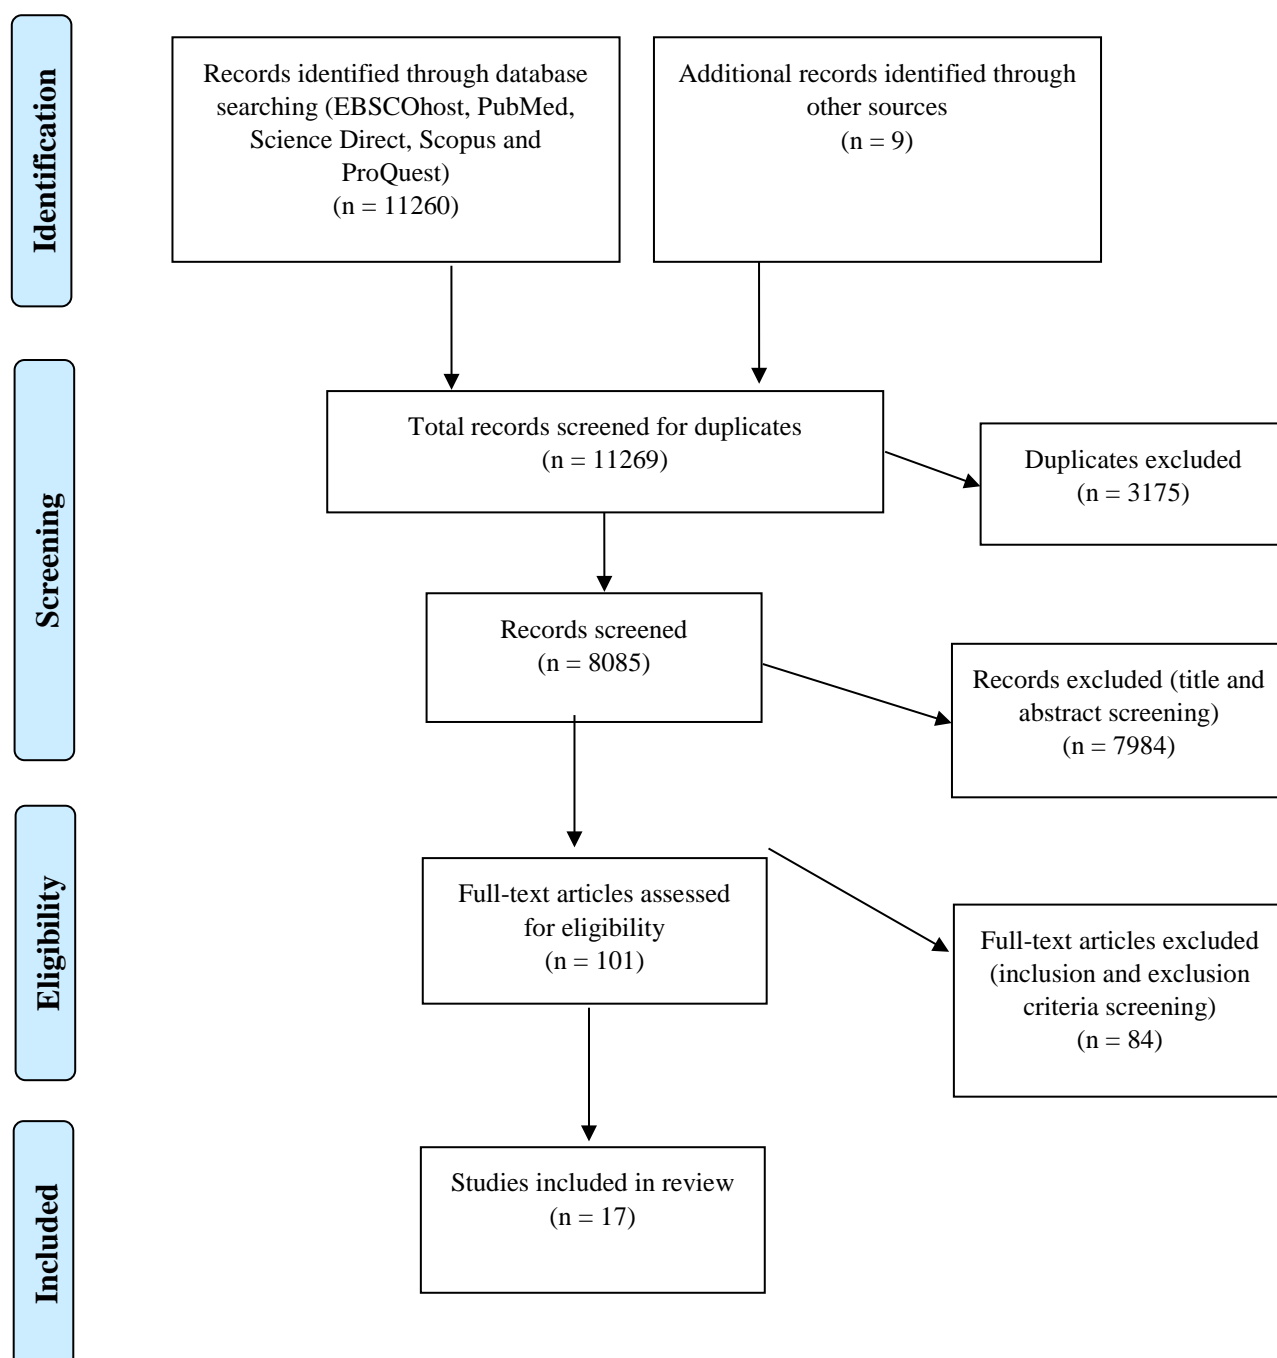 Identification
Records identified through database
searching (EBSCOhost, PubMed,
Science Direct, Scopus and
ProQuest)
(n = 11260)
Additional records identified through
other sources
(n = 9)
Screening
Total records screened for duplicates
(n = 11269)
Duplicates excluded
(n = 3175)
Records screened
(n = 8085)
Records excluded (title and
abstract screening)
(n = 7984)
Eligibility
Full-text articles assessed
for eligibility
(n = 101)
Full-text articles excluded
(inclusion and exclusion
criteria screening)
(n = 84)
Included
Studies included in review
(n = 17)